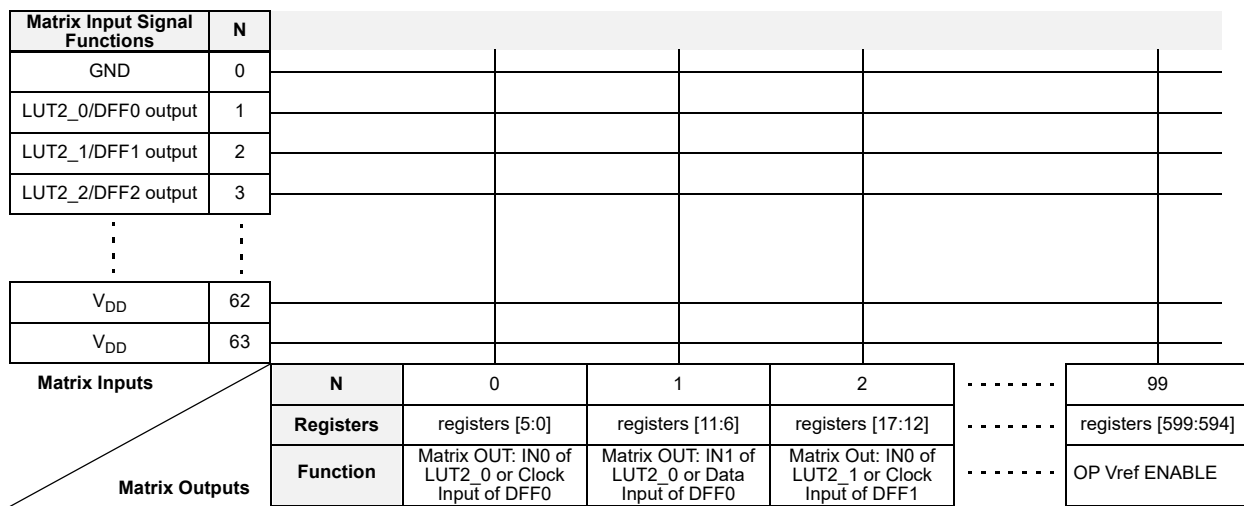 Matrix Input Signal
Functions
N
GND
0
LUT2_0/DFF0 output
1
LUT2_1/DFF1 output
2
LUT2_2/DFF2 output
3
VDD
62
VDD
63
Matrix Inputs
Matrix Outputs
N
0
1
2
99
Registers
registers [5:0]
registers [11:6]
registers [17:12]
registers [599:594]
Function
Matrix OUT: IN0 of
LUT2_0 or Clock
Input of DFF0
Matrix OUT: IN1 of
LUT2_0 or Data
Input of DFF0
Matrix Out: IN0 of
LUT2_1 or Clock
Input of DFF1
OP Vref ENABLE